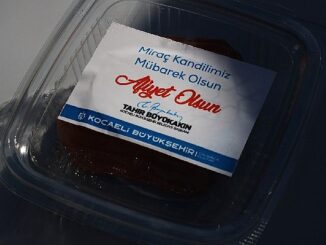 Miraç Kandilimiz
Mübarek Olsun
Afiyet Olsun
TAHİR BÜYÜKAKIN
KOCAELİ BÜYÜKŞEHİR